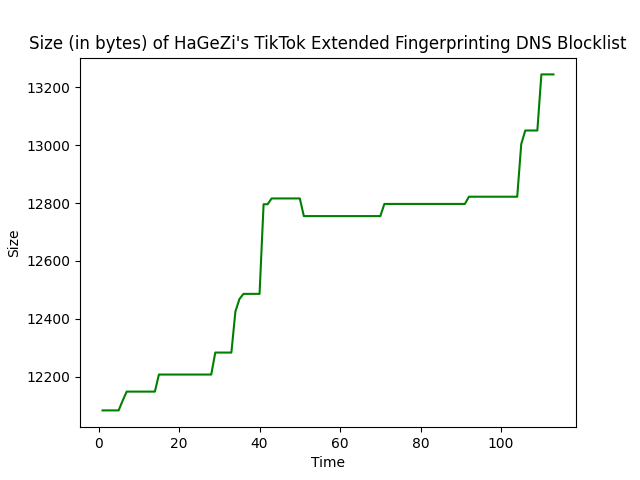 Size (in bytes) of HaGeZi's TikTok Extended Fingerprinting DNS Blocklist
13200
13000
12800
12600
12400
12200
Size
0 20 40 60 80 100
Time